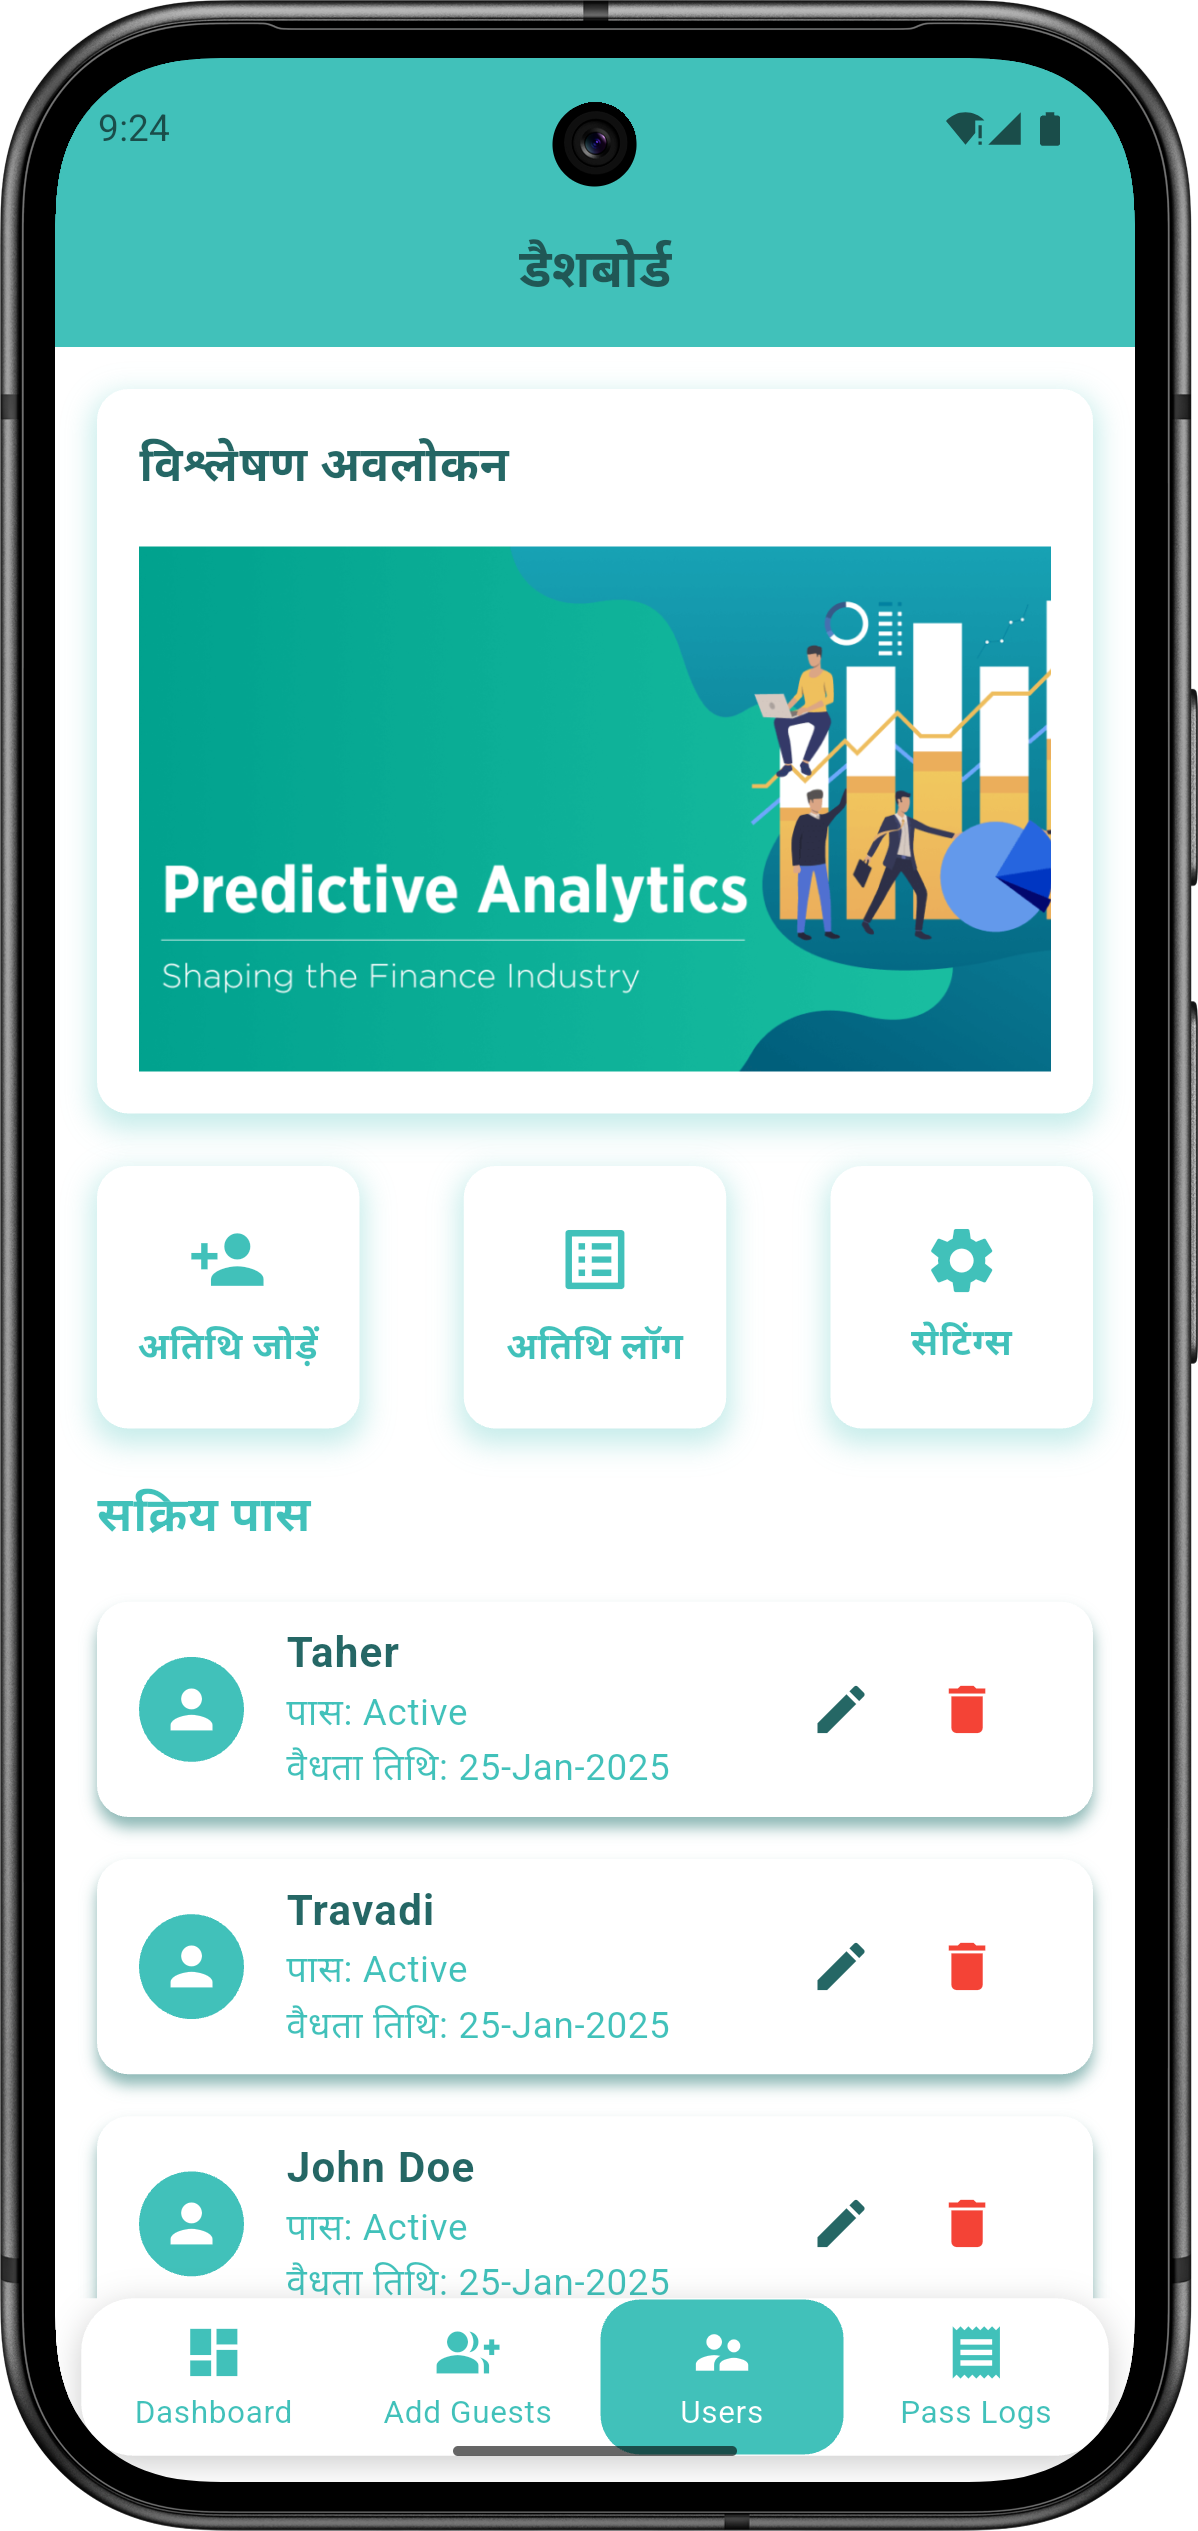 9:24
डैशबोर्ड
विश्लेषण अवलोकन
Predictive Analytics
Shaping the Finance Industry
अतिथि जोड़ें
अतिथि लॉग
सेटिंग्स
सक्रिय पास
Taher
पास: Active
वैधता तिथि: 25-Jan-2025
Travadi
पास: Active
वैधता तिथि: 25-Jan-2025
John Doe
पास: Active
वैधता तिथि: 25-Jan-2025
Dashboard
Add Guests
Users
Pass Logs